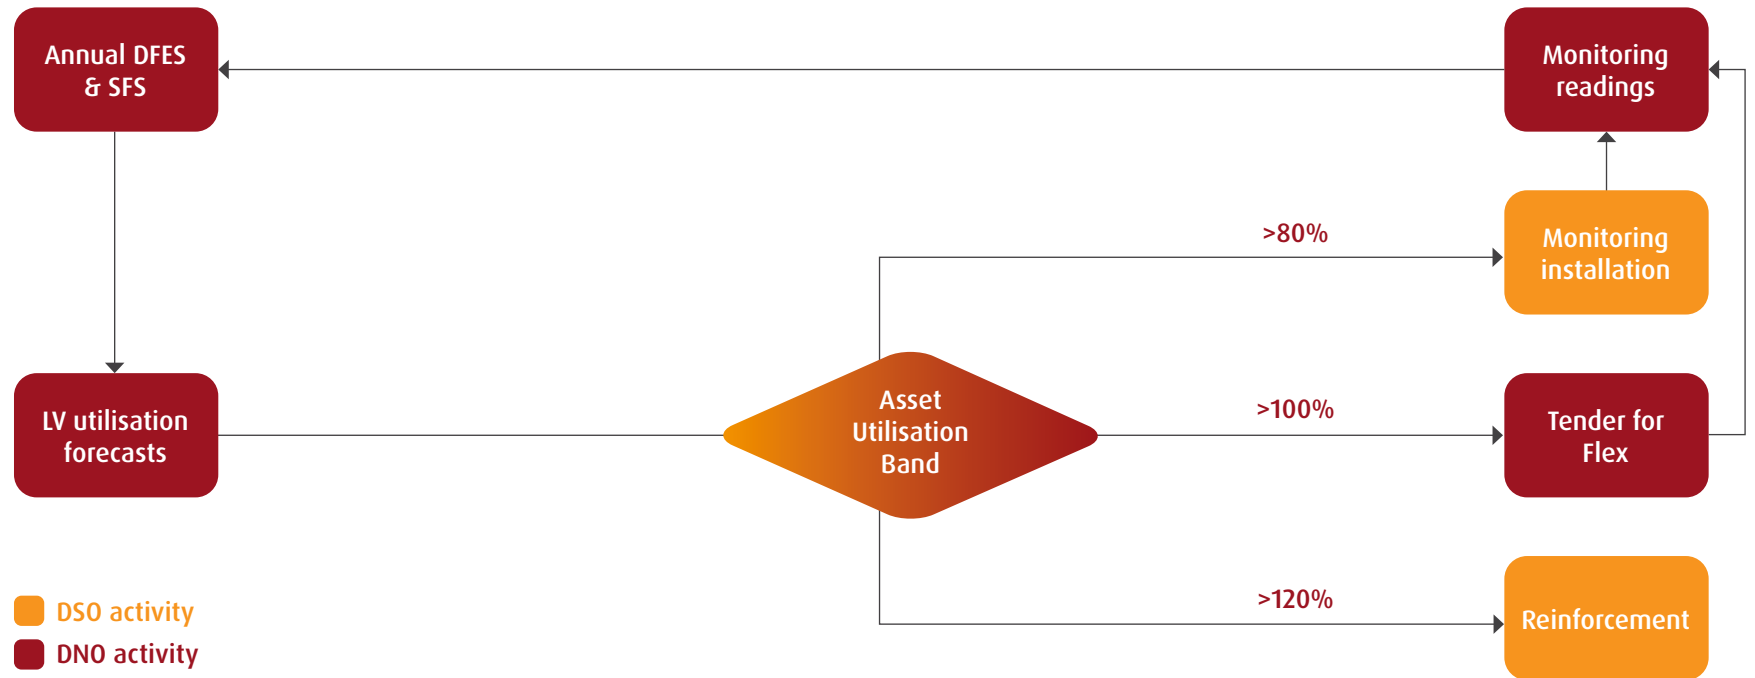 Annual DFES
& SFS
Monitoring
readings
>80%
Monitoring
installation
LV utilisation
forecasts
Asset
Utilisation
Band
>100%
Tender for
Flex
>120%
Reinforcement
DSO activity
DNO activity